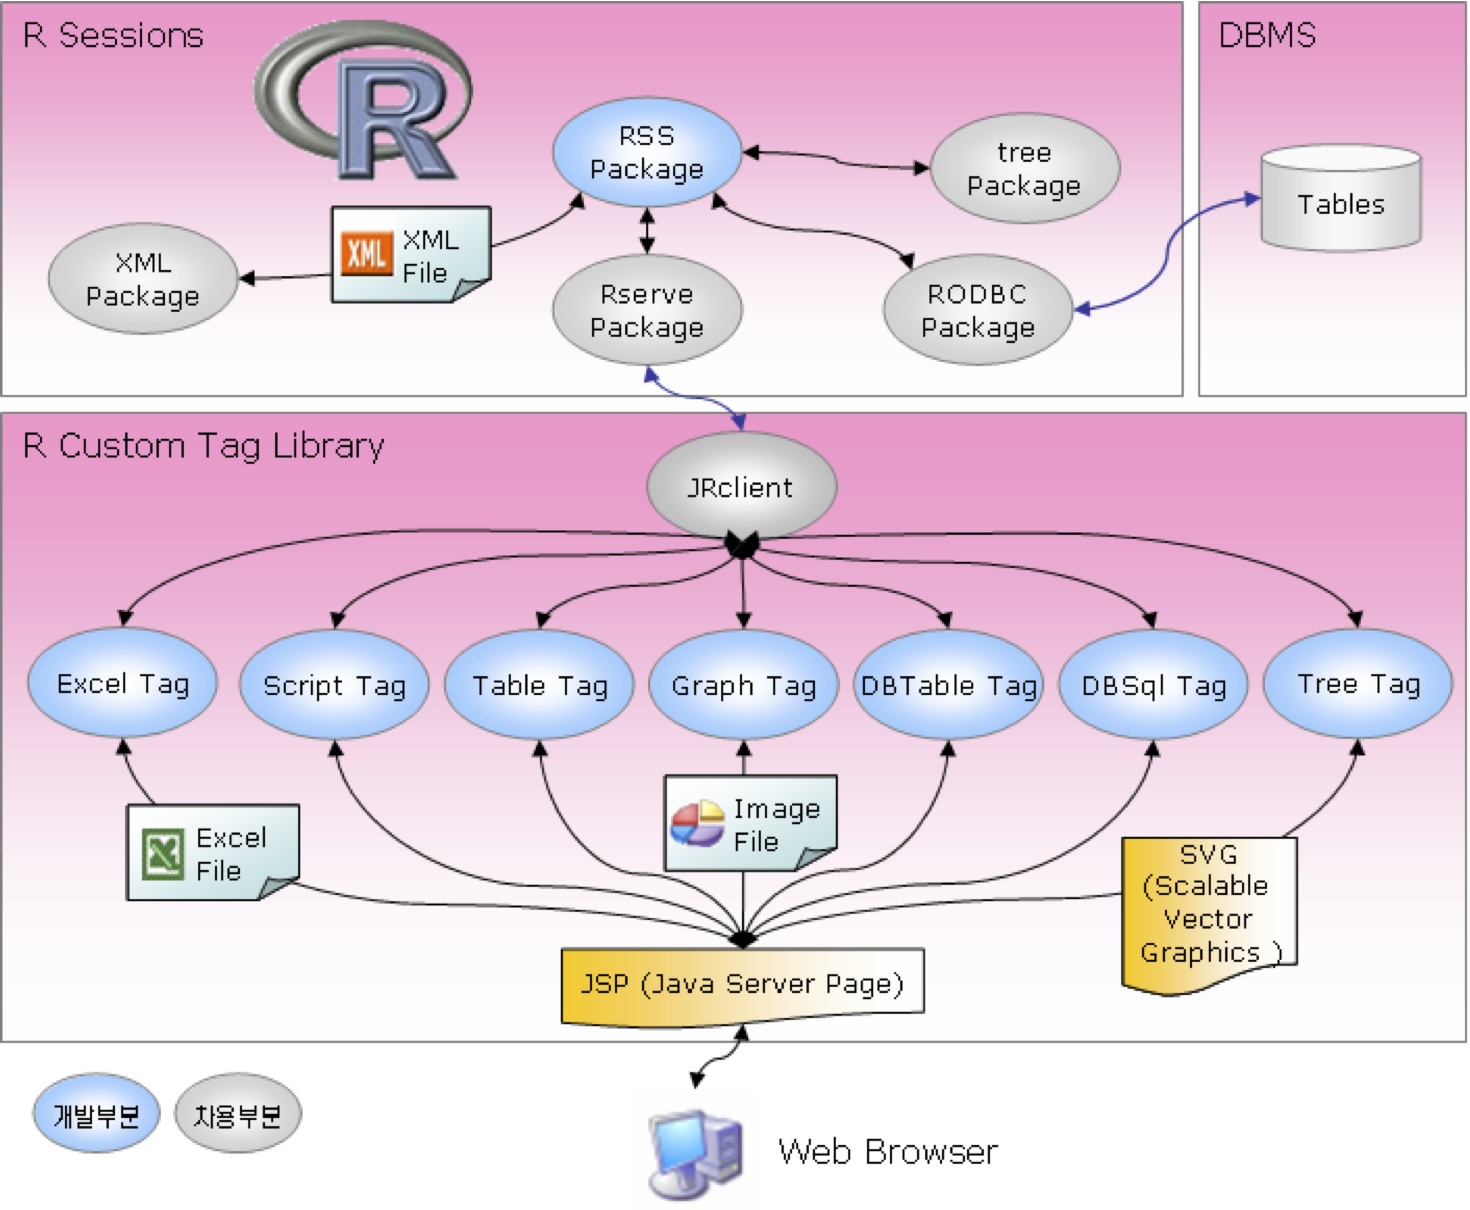 R Sessions
DBMS
R
RSS
Package
tree
Package
Tables
XML
Package
XML
XML
File
Rserve
Package
RODBC
Package
R Custom Tag Library
JRclient
Excel Tag
Script Tag
Table Tag
Graph Tag
DBTable Tag
DBSql Tag
Tree Tag
Excel
File
Image
File
SVG
(Scalable
Vector
Graphics )
JSP (Java Server Page)
개발부분
차용부분
Web Browser